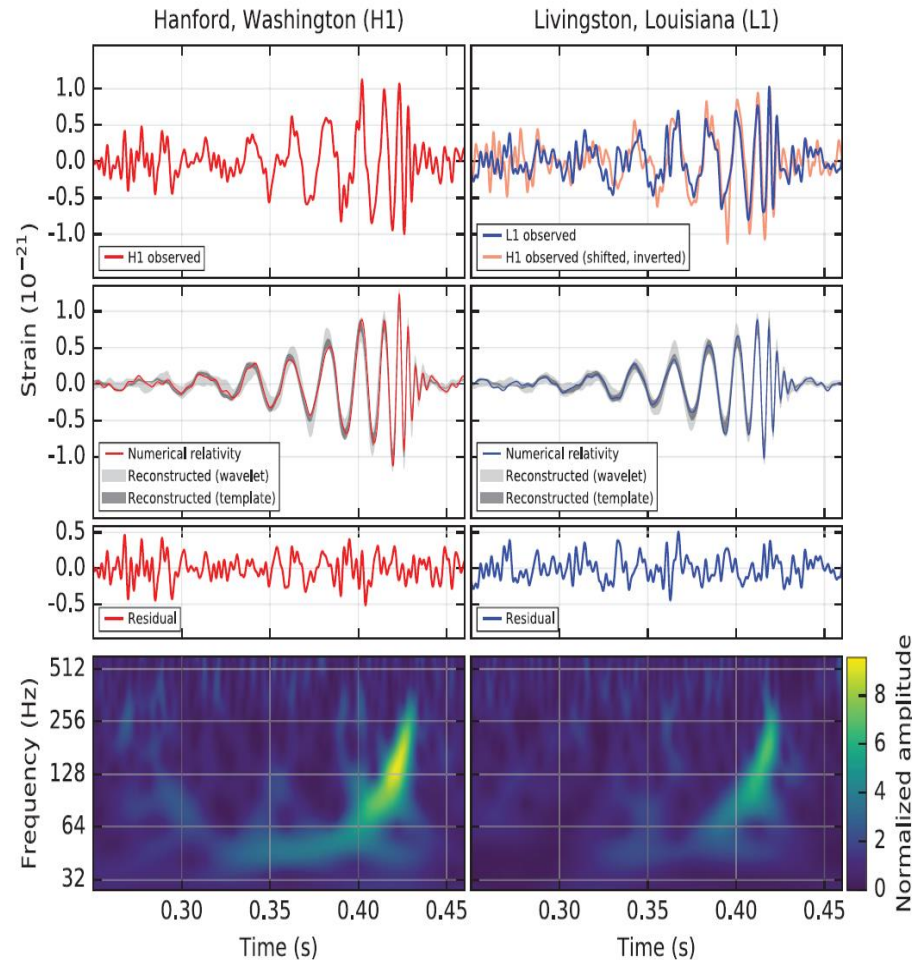 Hanford, Washington (H1)
Livingston, Louisiana (L1)
1.0
0.5
0.0
-0.5
-1.0
H1 observed
L1 observed
H1 observed (shifted, inverted)
Strain (10⁻²¹)
1.0
0.5
0.0
-0.5
-1.0
Numerical relativity
Reconstructed (wavelet)
Reconstructed (template)
Numerical relativity
Reconstructed (wavelet)
Reconstructed (template)
0.5
0.0
-0.5
Residual
Residual
Frequency (Hz)
512
256
128
64
32
Normalized amplitude
8
6
4
2
0
0.30
0.35
0.40
0.45
0.30
0.35
0.40
0.45
Time (s)
Time (s)